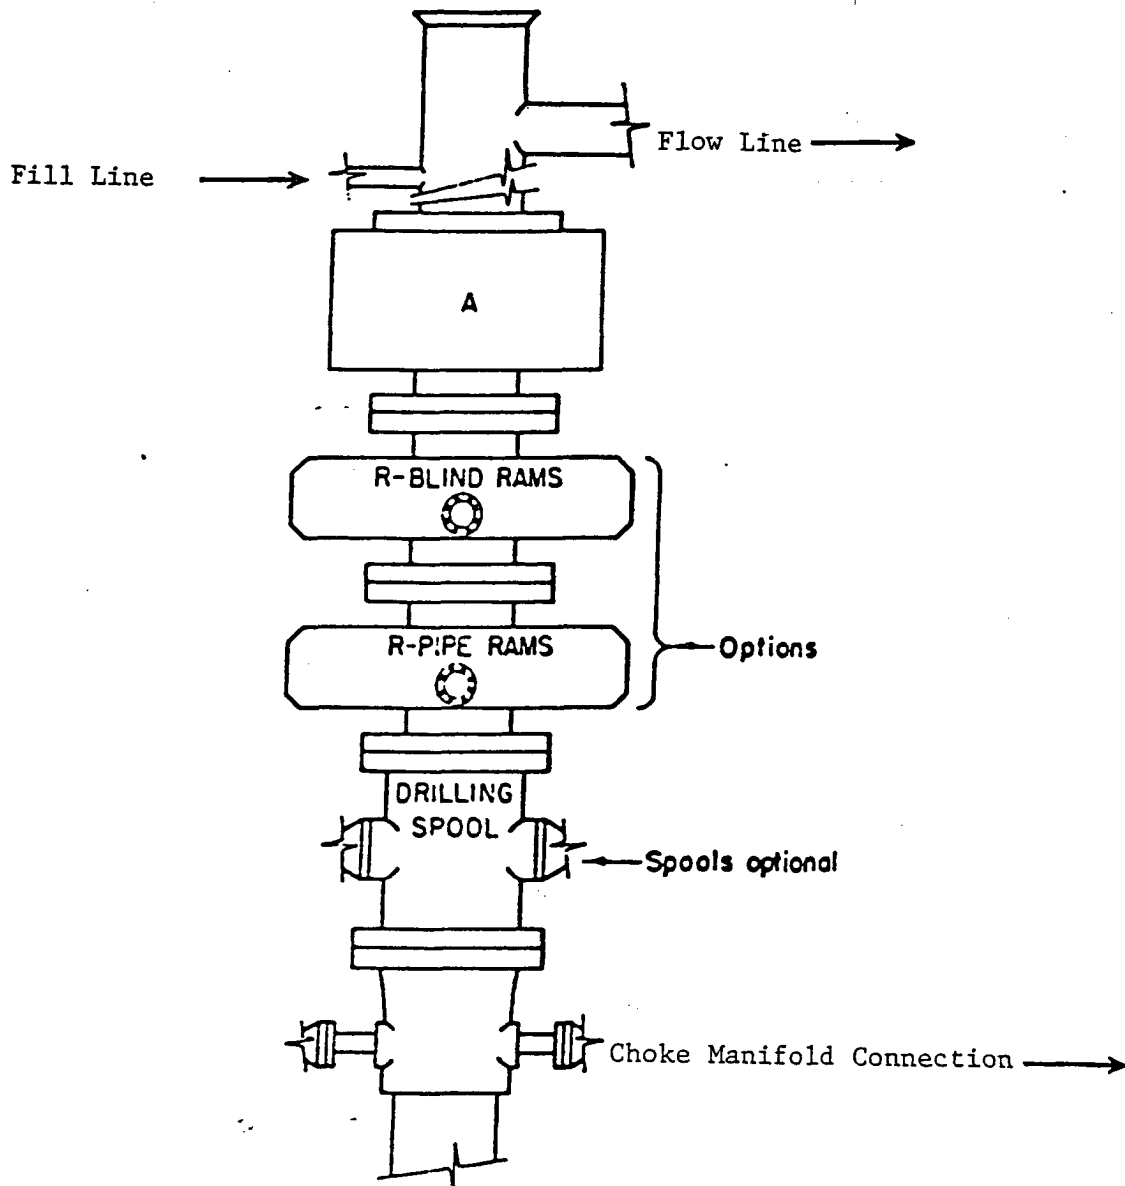 Flow Line
Fill Line
A
R-BLIND RAMS
R-PIPE RAMS
Options
DRILLING
SPOOL
Spools optional
Choke Manifold Connection